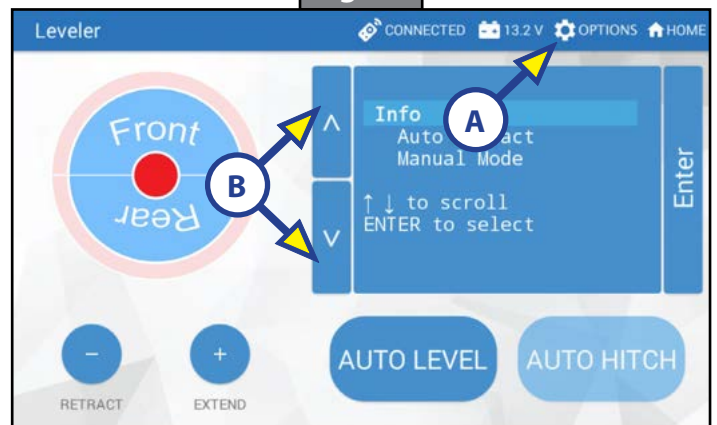 Leveler CONNECTED 13.2 V OPTIONS HOME
A
Front
Rear
B
^
v
Info
Auto act
Manual Mode
↑ ↓ to scroll
ENTER to select
Enter
− +
RETRACT EXTEND
AUTO LEVEL AUTO HITCH